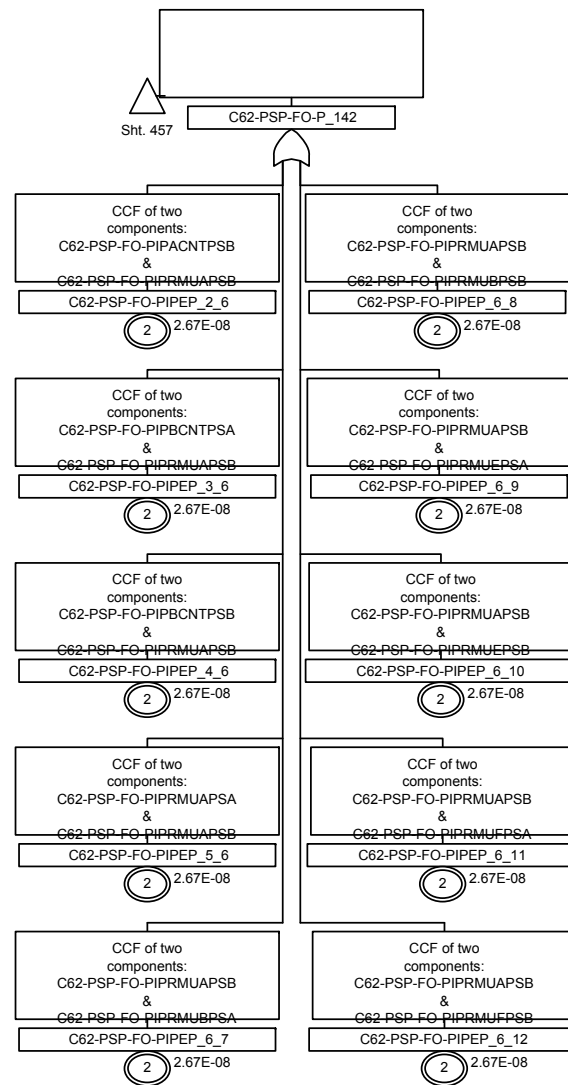 C62-PSP-FO-P_142
Sht. 457
CCF of two
components:
C62-PSP-FO-PIPACNTPSB
&
C62-PSP-FO-PIPRMUAPSB
C62-PSP-FO-PIPEP_2_6
2
2.67E-08
CCF of two
components:
C62-PSP-FO-PIPRMUAPSB
&
C62-PSP-FO-PIPRMUBPSB
C62-PSP-FO-PIPEP_6_8
2
2.67E-08
CCF of two
components:
C62-PSP-FO-PIPBCNTPSA
&
C62-PSP-FO-PIPRMUAPSB
C62-PSP-FO-PIPEP_3_6
2
2.67E-08
CCF of two
components:
C62-PSP-FO-PIPRMUAPSB
&
C62-PSP-FO-PIPRMUEPSA
C62-PSP-FO-PIPEP_6_9
2
2.67E-08
CCF of two
components:
C62-PSP-FO-PIPBCNTPSB
&
C62-PSP-FO-PIPRMUAPSB
C62-PSP-FO-PIPEP_4_6
2
2.67E-08
CCF of two
components:
C62-PSP-FO-PIPRMUAPSB
&
C62-PSP-FO-PIPRMUEPSB
C62-PSP-FO-PIPEP_6_10
2
2.67E-08
CCF of two
components:
C62-PSP-FO-PIPRMUAPSA
&
C62-PSP-FO-PIPRMUAPSB
C62-PSP-FO-PIPEP_5_6
2
2.67E-08
CCF of two
components:
C62-PSP-FO-PIPRMUAPSB
&
C62-PSP-FO-PIPRMUFPSA
C62-PSP-FO-PIPEP_6_11
2
2.67E-08
CCF of two
components:
C62-PSP-FO-PIPRMUAPSB
&
C62-PSP-FO-PIPRMUBPSA
C62-PSP-FO-PIPEP_6_7
2
2.67E-08
CCF of two
components:
C62-PSP-FO-PIPRMUAPSB
&
C62-PSP-FO-PIPRMUFPSB
C62-PSP-FO-PIPEP_6_12
2
2.67E-08